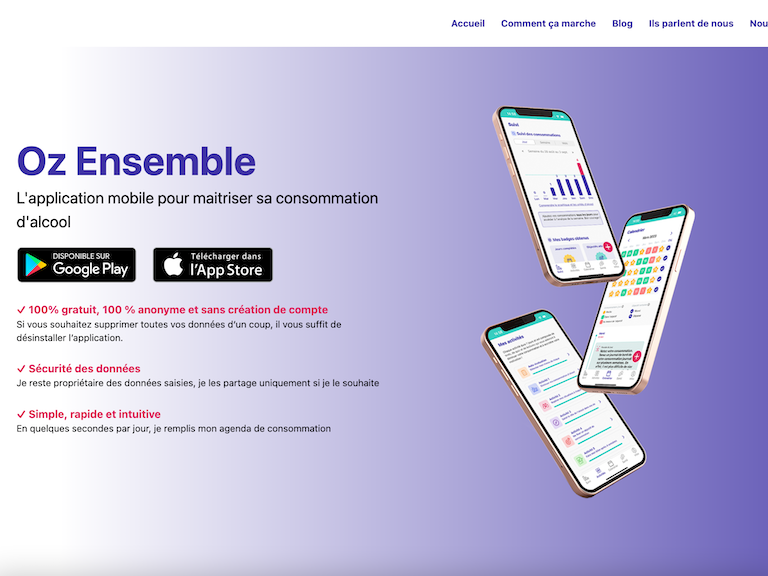 Accueil
Comment ça marche
Blog
Ils parlent de nous
Oz Ensemble
L'application mobile pour maitriser sa consommation
d'alcool
DISPONIBLE SUR
Google Play
Télécharger dans
l'App Store
✓ 100% gratuit, 100 % anonyme et sans création de compte
Si vous souhaitez supprimer toutes vos données d'un coup, il vous suffit de
désinstaller l'application.
✓ Sécurité des données
Je reste propriétaire des données saisies, je les partage uniquement si je le souhaite
✓ Simple, rapide et intuitive
En quelques secondes par jour, je remplis mon agenda de consommation
Suivi
Suivi des consommations
Mes badges obtenus
Calendrier
Mes activités